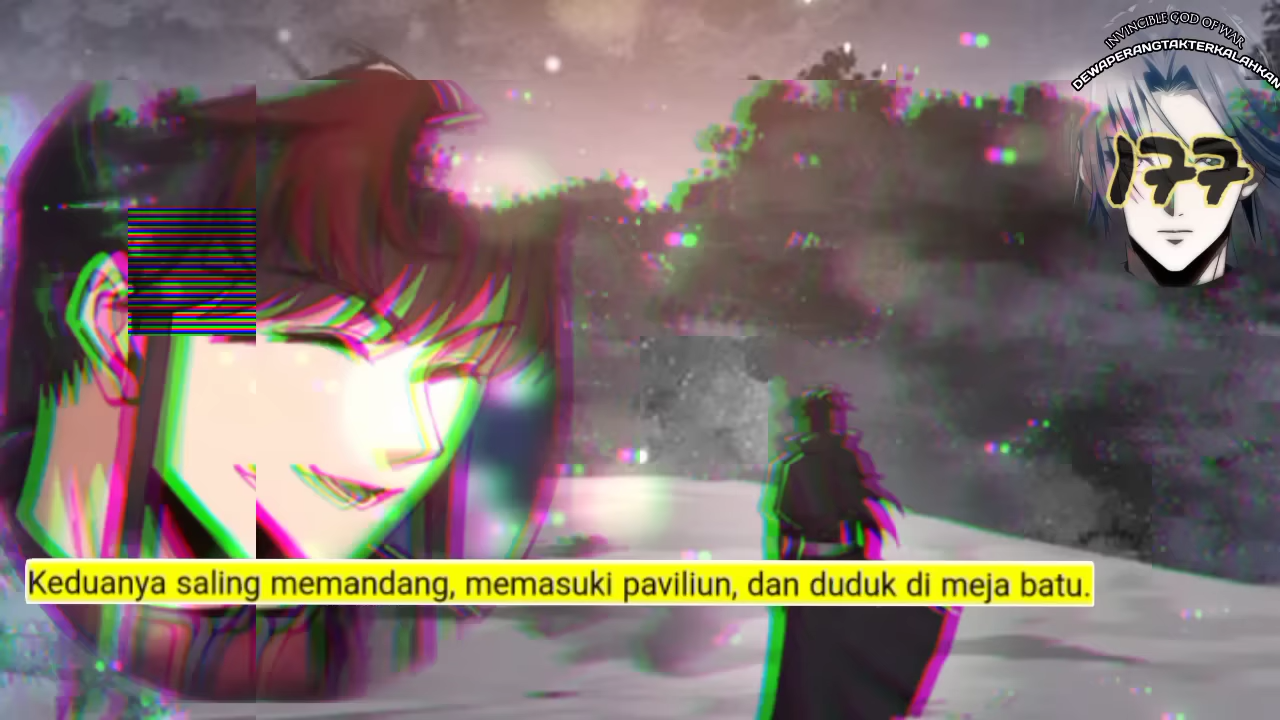 INVINCIBLE GOD OF WAR
DEWAPERANGTAKTERKALAHKAN
177
Keduanya saling memandang, memasuki paviliun, dan duduk di meja batu.